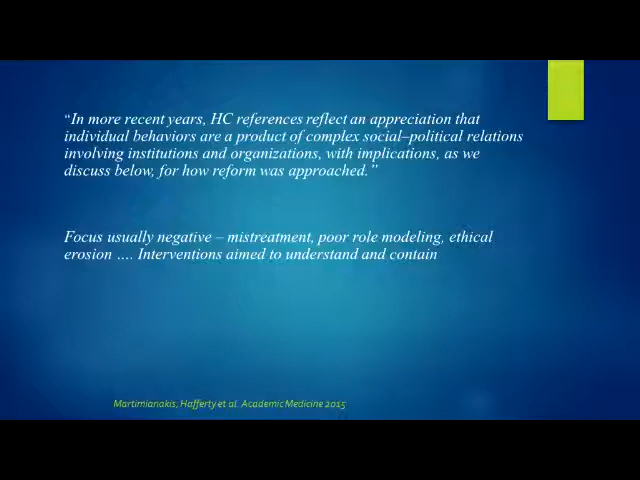 “In more recent years, HC references reflect an appreciation that
individual behaviors are a product of complex social–political relations
involving institutions and organizations, with implications, as we
discuss below, for how reform was approached.”
Focus usually negative – mistreatment, poor role modeling, ethical
erosion …. Interventions aimed to understand and contain
Martimianakis, Hafferty et al. Academic Medicine 2015